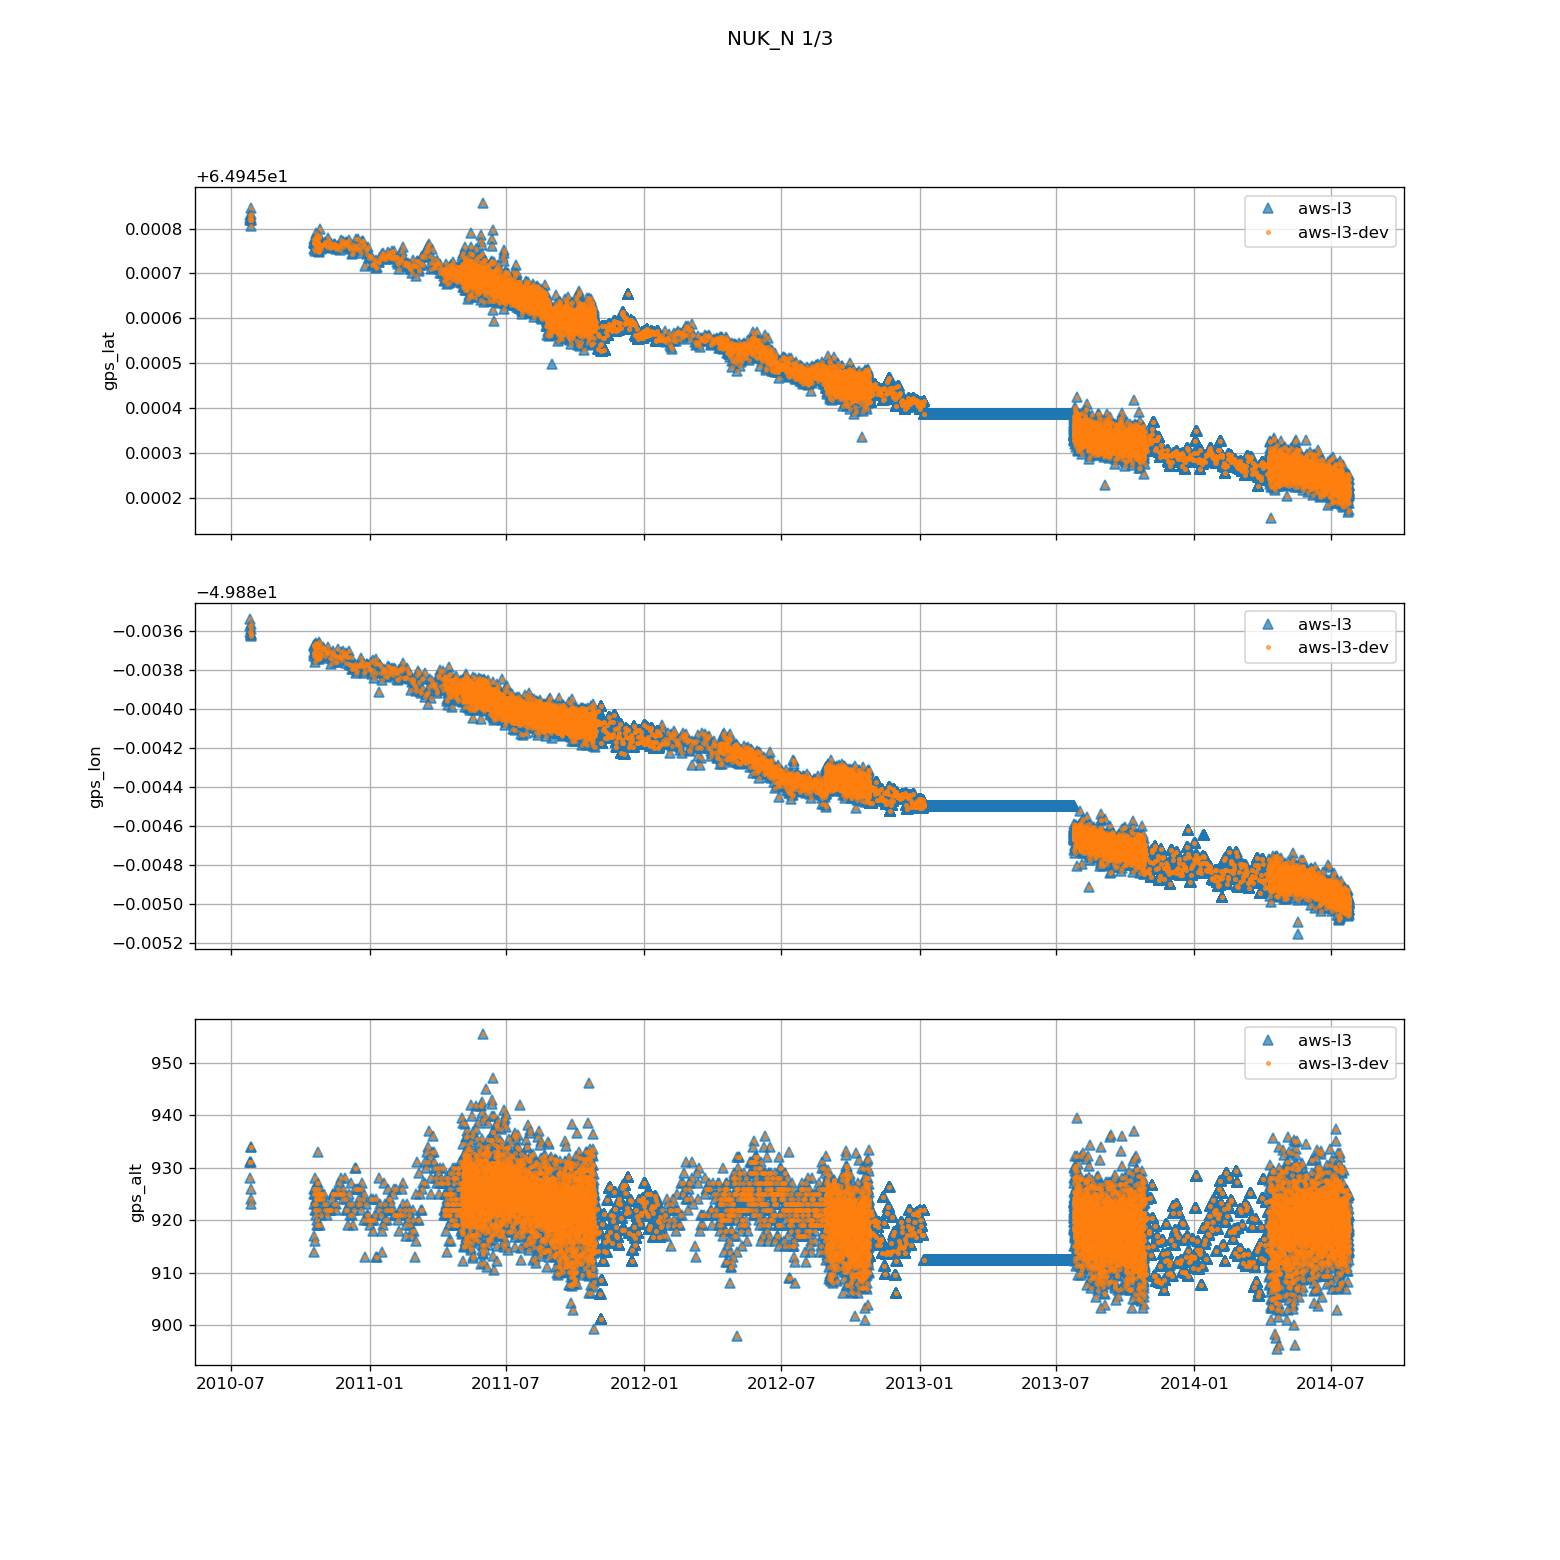 NUK_N 1/3
+6.4945e1
aws-l3
aws-l3-dev
0.0008
0.0007
0.0006
0.0005
0.0004
0.0003
0.0002
gps_lat
−4.988e1
aws-l3
aws-l3-dev
−0.0036
−0.0038
−0.0040
−0.0042
−0.0044
−0.0046
−0.0048
−0.0050
−0.0052
gps_lon
aws-l3
aws-l3-dev
950
940
930
920
910
900
gps_alt
2010-07 2011-01 2011-07 2012-01 2012-07 2013-01 2013-07 2014-01 2014-07